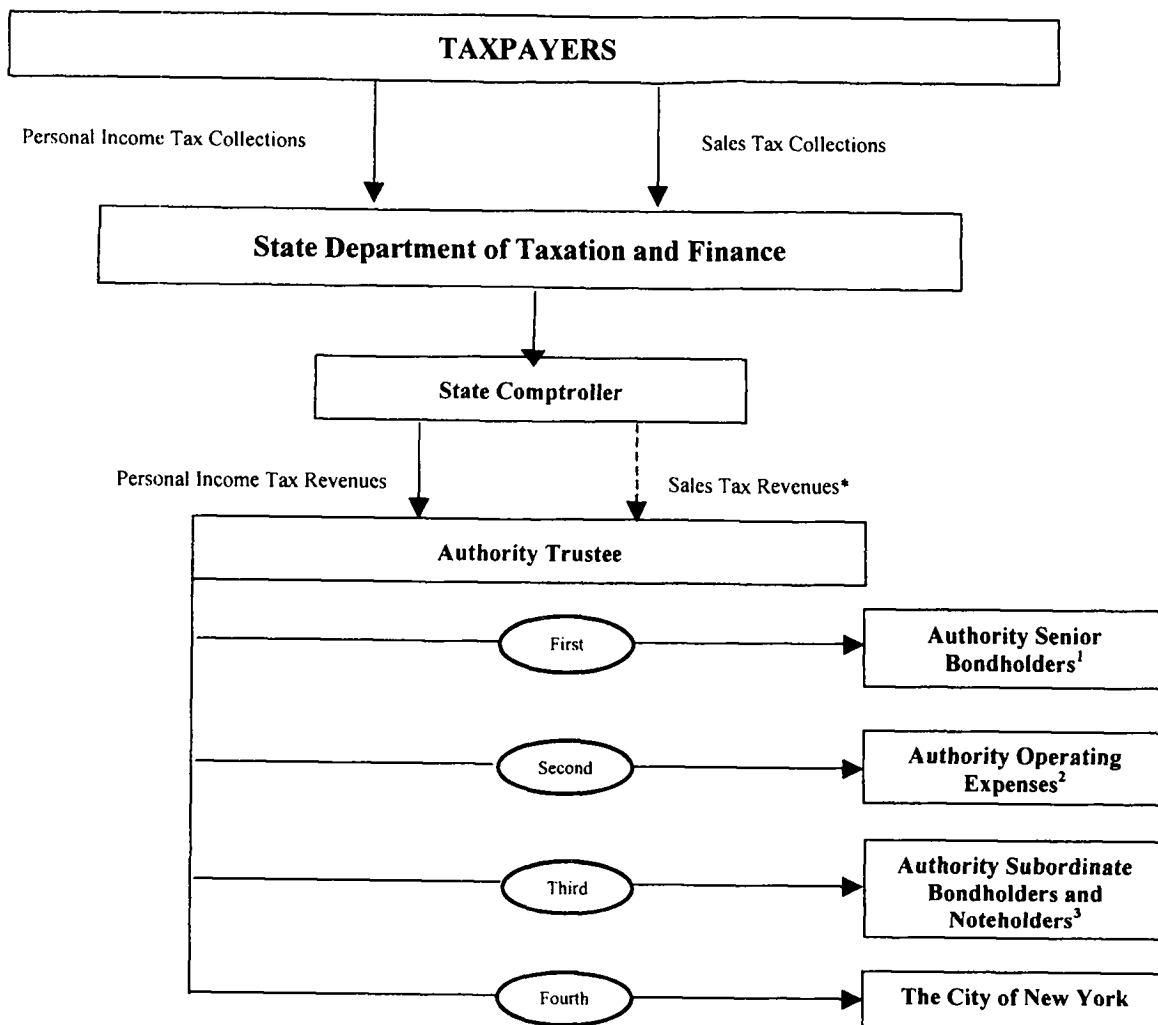 TAXPAYERS
Personal Income Tax Collections
Sales Tax Collections
State Department of Taxation and Finance
State Comptroller
Personal Income Tax Revenues
Sales Tax Revenues*
Authority Trustee
First
Authority Senior
Bondholders¹
Second
Authority Operating
Expenses²
Third
Authority Subordinate
Bondholders and
Noteholders³
Fourth
The City of New York